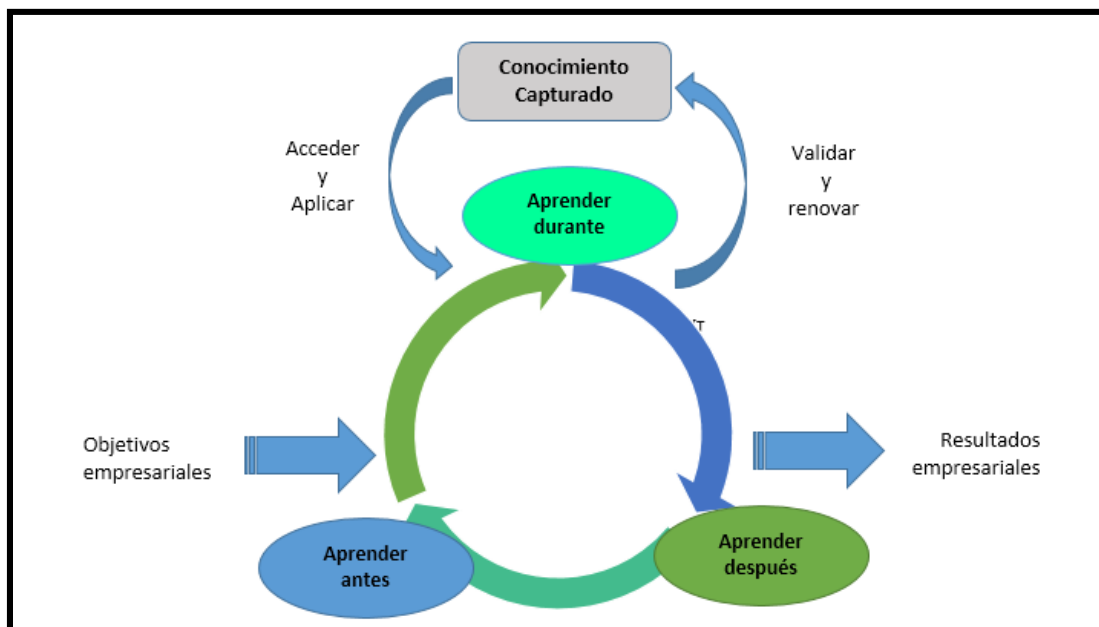 Conocimiento
Capturado
Acceder
y
Aplicar
Validar
y
renovar
Aprender
durante
Objetivos
empresariales
Resultados
empresariales
Aprender
antes
Aprender
después